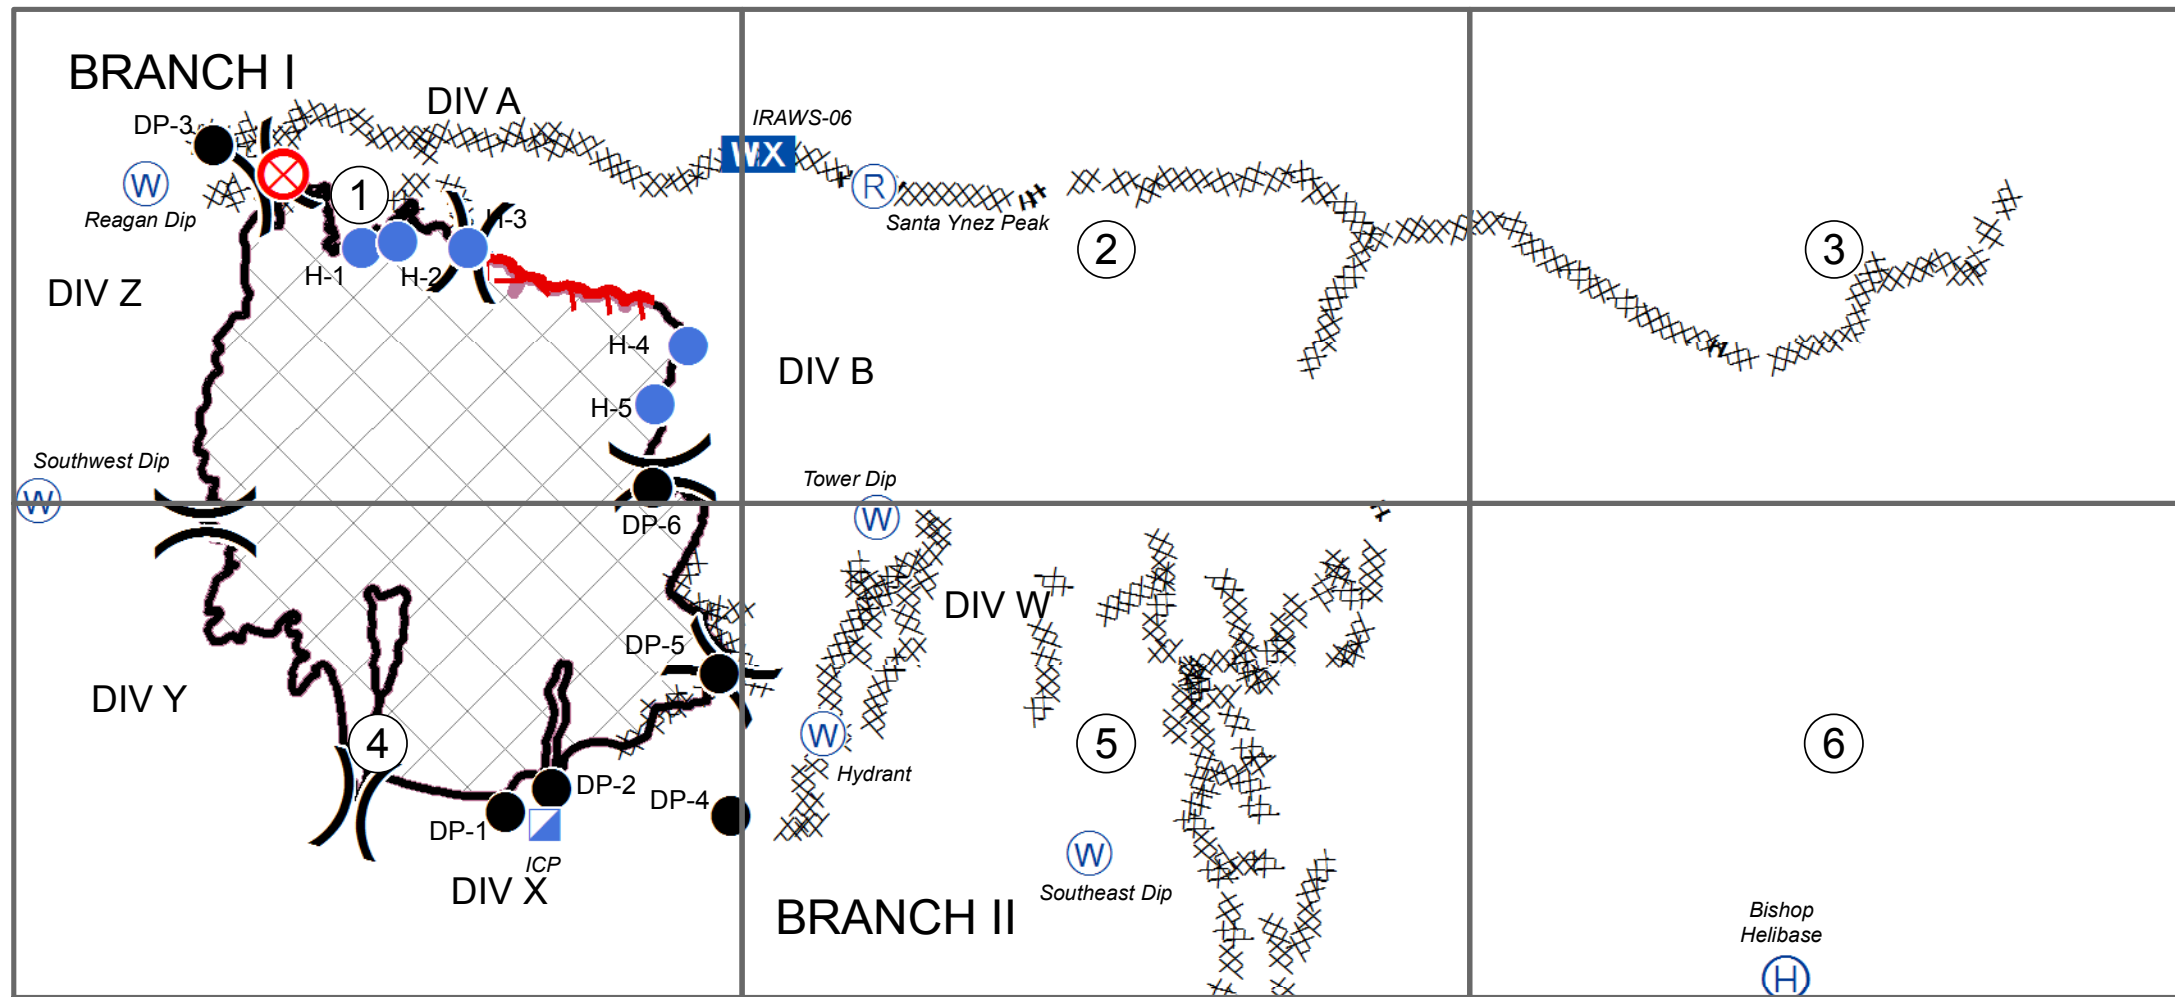 BRANCH I
DIV A
DP-3
IRAWS-06
WX
W
Reagan Dip
1
R
Santa Ynez Peak
H-3
H-1
H-2
2
3
DIV Z
H-4
DIV B
H-5
Southwest Dip
W
Tower Dip
W
DP-6
DIV W
DP-5
DIV Y
4
W
Hydrant
5
6
DP-2
DP-4
DP-1
ICP
DIV X
W
Southeast Dip
BRANCH II
Bishop
Helibase
H